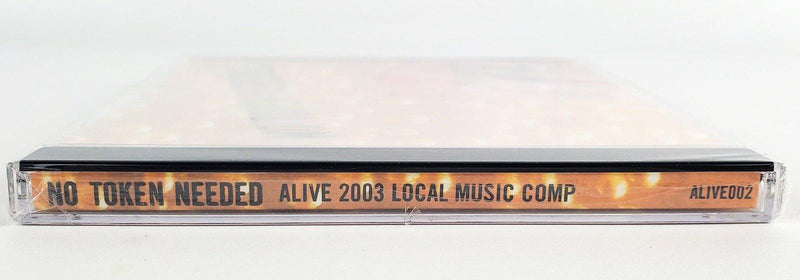 NO TOKEN NEEDED ALIVE 2003 LOCAL MUSIC COMP ALIVE002